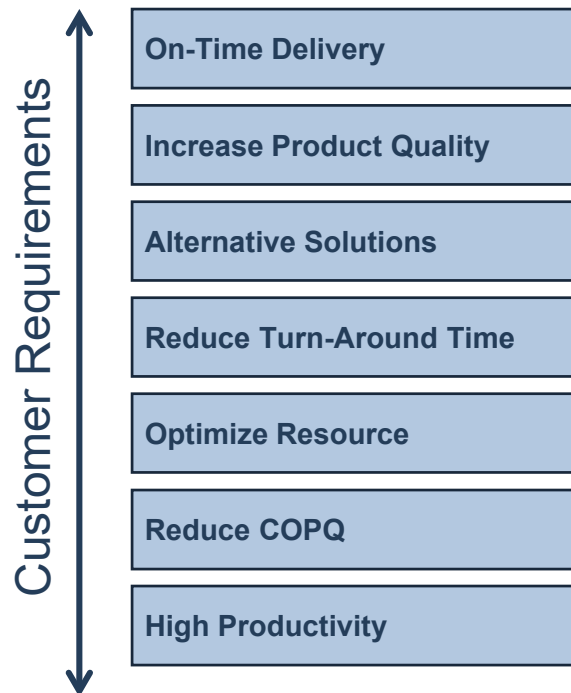 Customer Requirements
On-Time Delivery
Increase Product Quality
Alternative Solutions
Reduce Turn-Around Time
Optimize Resource
Reduce COPQ
High Productivity